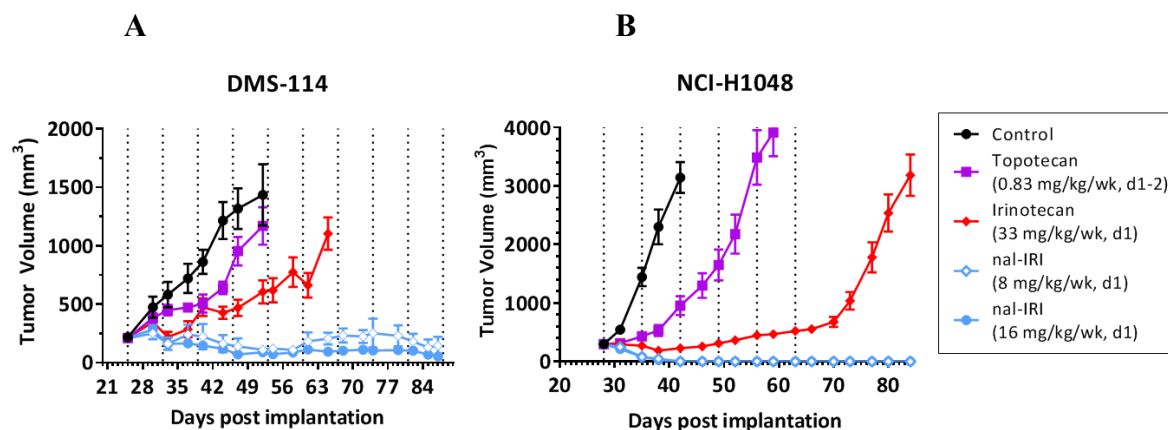 A
B
DMS-114
NCI-H1048
Tumor Volume (mm³)
2000
1500
1000
500
0
21 28 35 42 49 56 63 70 77 84
Days post implantation
Tumor Volume (mm³)
4000
3000
2000
1000
0
20 30 40 50 60 70 80
Days post implantation
Control
Topotecan
(0.83 mg/kg/wk, d1-2)
Irinotecan
(33 mg/kg/wk, d1)
nal-IRI
(8 mg/kg/wk, d1)
nal-IRI
(16 mg/kg/wk, d1)